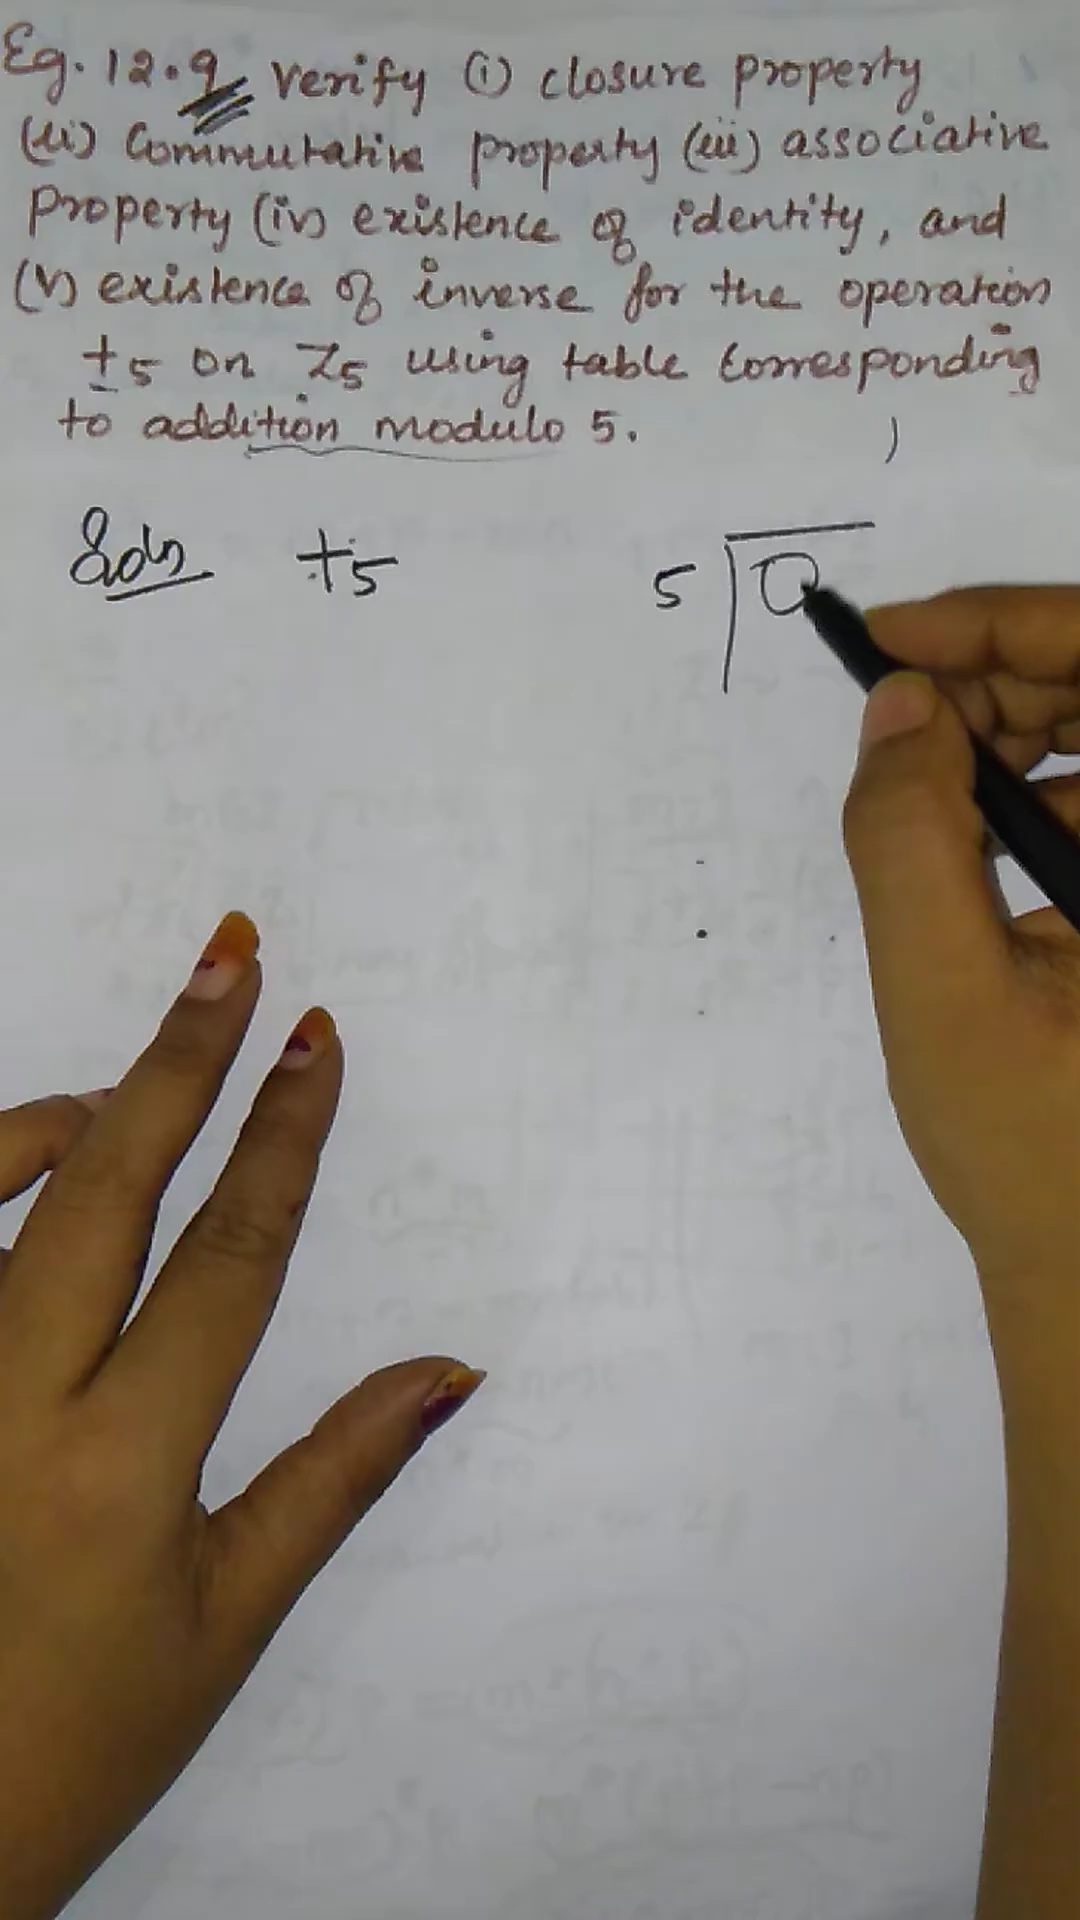 Eg. 12.9 verify (i) closure property
(ii) Commutative property (iii) associative
Property (iv) existence of identity, and
(v) existence of inverse for the operation
+5 on Z5 using table Corresponding
to addition modulo 5.
Soln +5 5